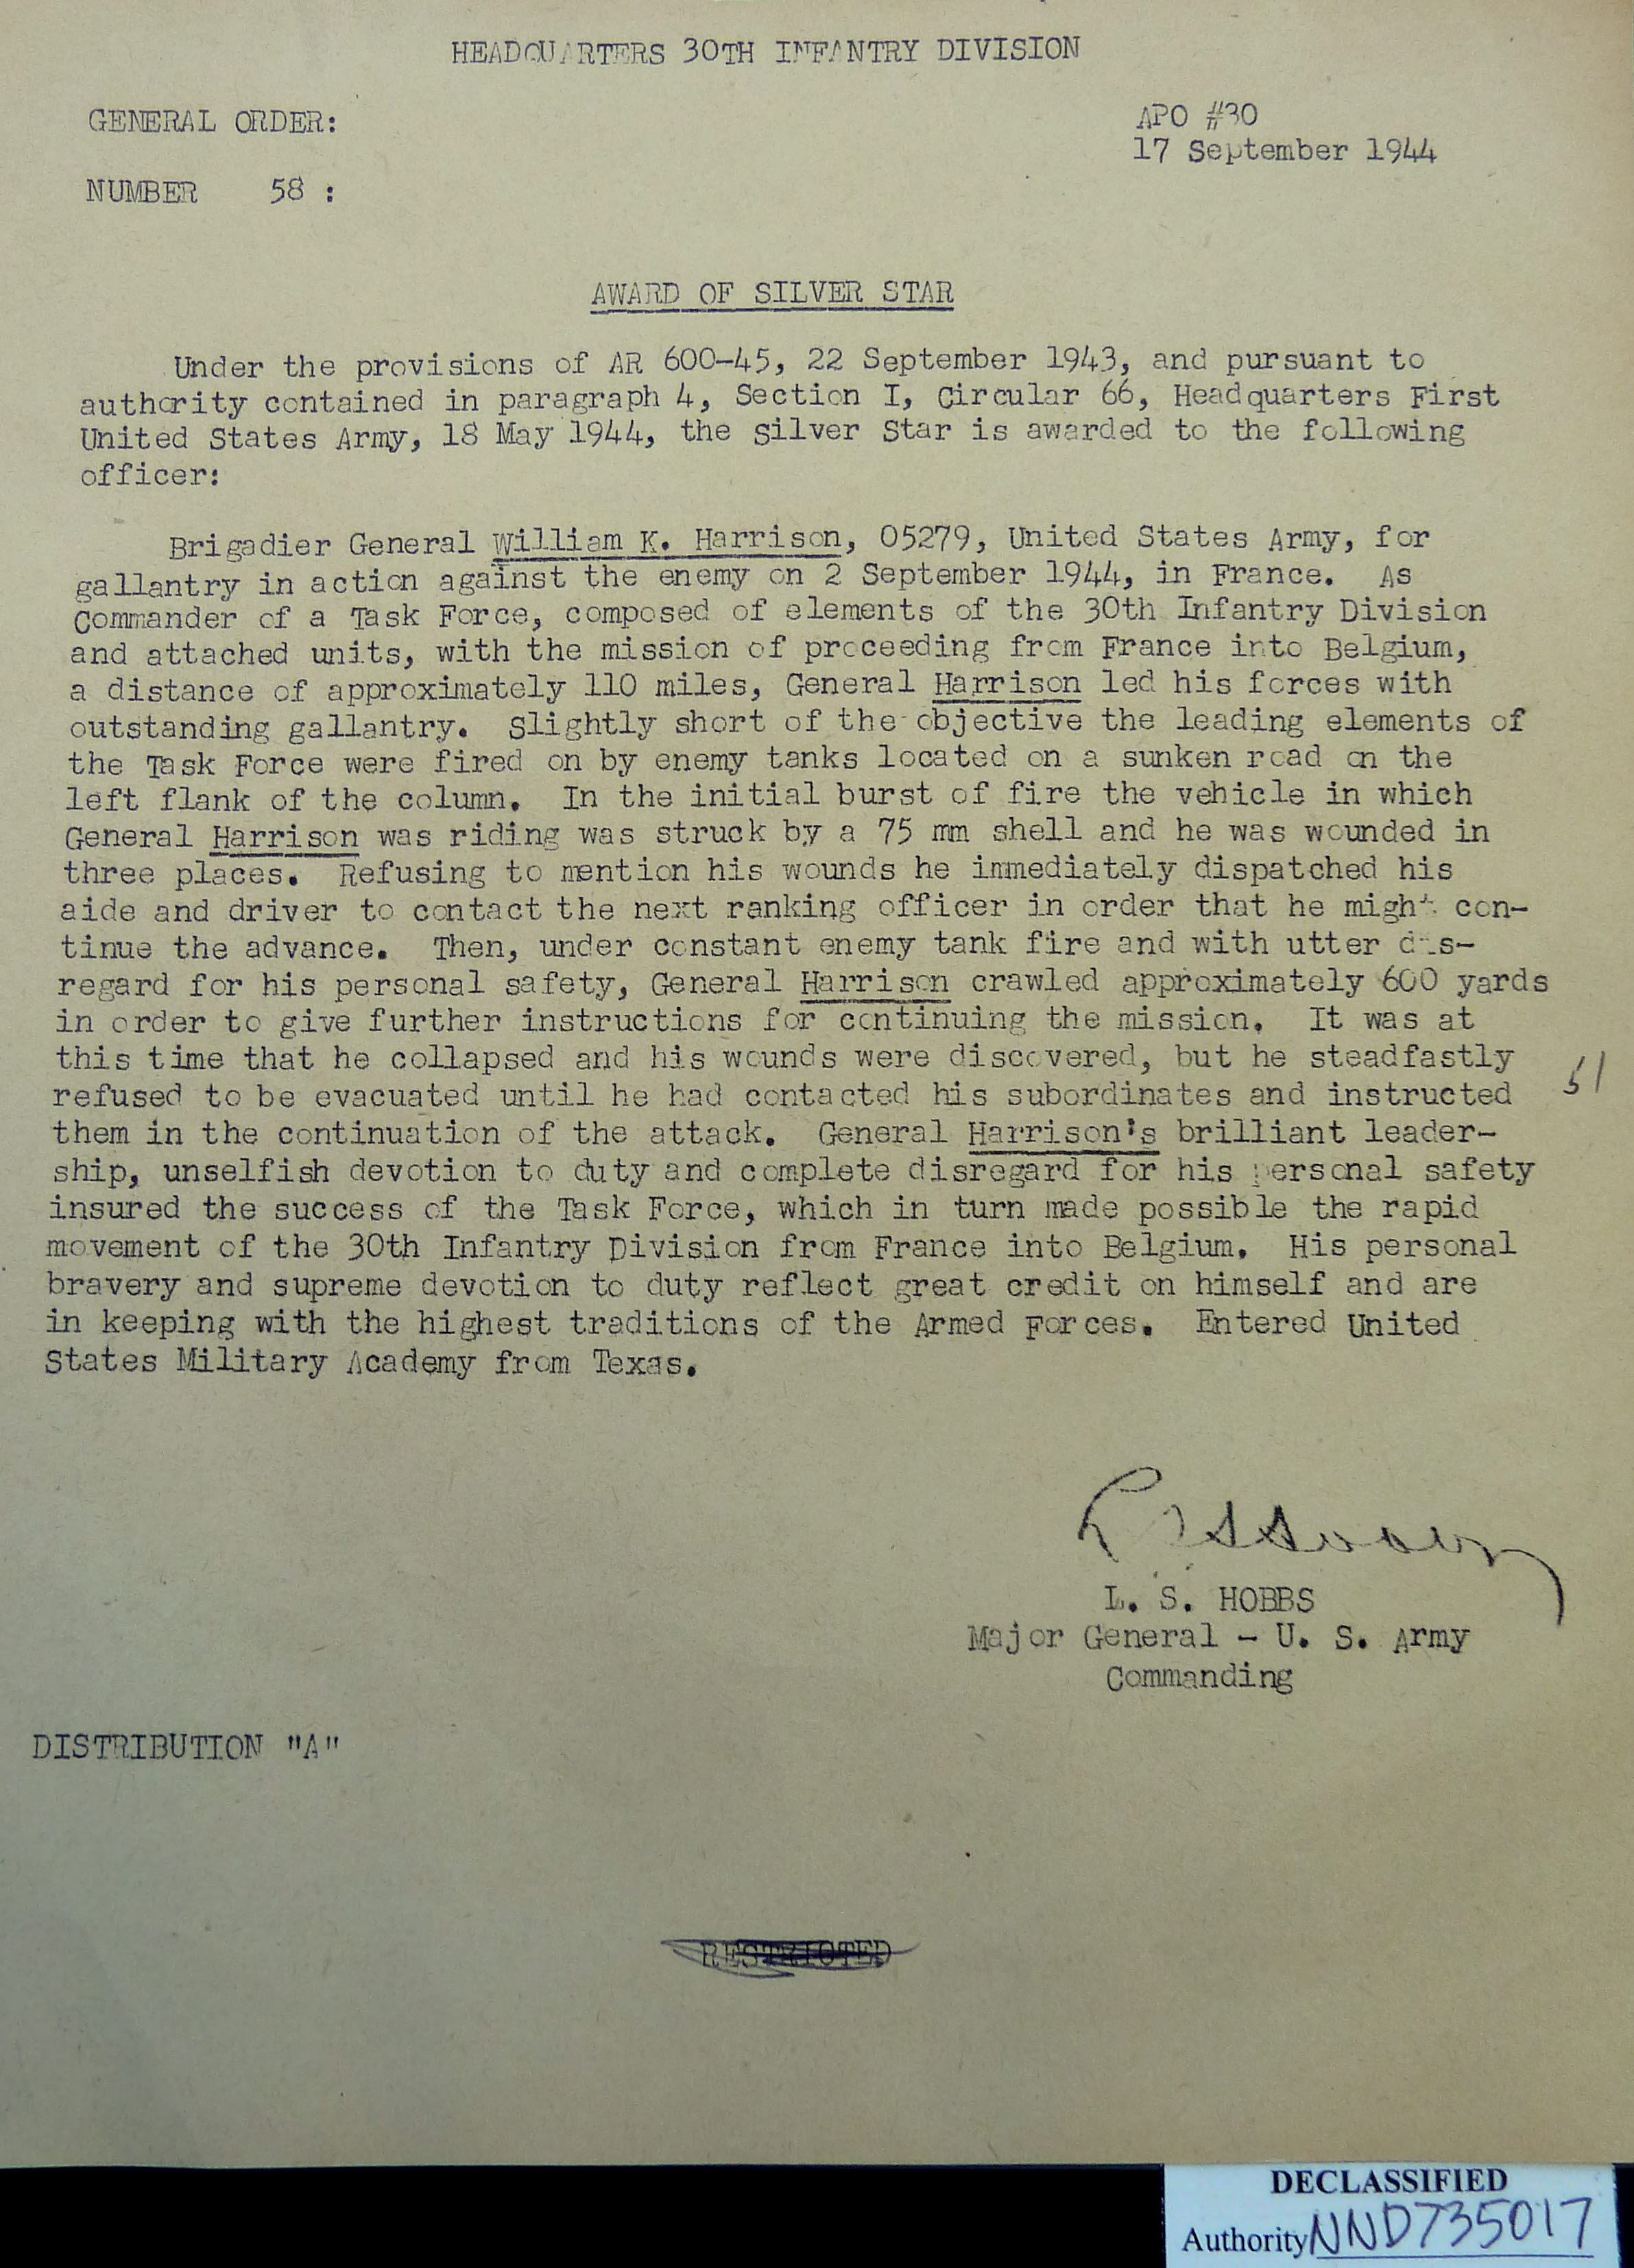 HEADQUARTERS 30TH INFANTRY DIVISION
GENERAL ORDER:
APO #30
17 September 1944
NUMBER 58 :
AWARD OF SILVER STAR
Under the provisions of AR 600-45, 22 September 1943, and pursuant to
authority contained in paragraph 4, Section I, Circular 66, Headquarters First
United States Army, 18 May 1944, the Silver Star is awarded to the following
officer:
Brigadier General William K. Harrison, O5279, United States Army, for
gallantry in action against the enemy on 2 September 1944, in France. As
Commander of a Task Force, composed of elements of the 30th Infantry Division
and attached units, with the mission of proceeding from France into Belgium,
a distance of approximately 110 miles, General Harrison led his forces with
outstanding gallantry. Slightly short of the objective the leading elements of
the Task Force were fired on by enemy tanks located on a sunken road on the
left flank of the column. In the initial burst of fire the vehicle in which
General Harrison was riding was struck by a 75 mm shell and he was wounded in
three places. Refusing to mention his wounds he immediately dispatched his
aide and driver to contact the next ranking officer in order that he might con-
tinue the advance. Then, under constant enemy tank fire and with utter dis-
regard for his personal safety, General Harrison crawled approximately 600 yards
in order to give further instructions for continuing the mission. It was at
this time that he collapsed and his wounds were discovered, but he steadfastly
refused to be evacuated until he had contacted his subordinates and instructed
them in the continuation of the attack. General Harrison's brilliant leader-
ship, unselfish devotion to duty and complete disregard for his personal safety
insured the success of the Task Force, which in turn made possible the rapid
movement of the 30th Infantry Division from France into Belgium. His personal
bravery and supreme devotion to duty reflect great credit on himself and are
in keeping with the highest traditions of the Armed Forces. Entered United
States Military Academy from Texas.
51
L. S. HOBBS
Major General - U. S. Army
Commanding
DISTRIBUTION "A"
RESTRICTED
DECLASSIFIED
Authority NND735017